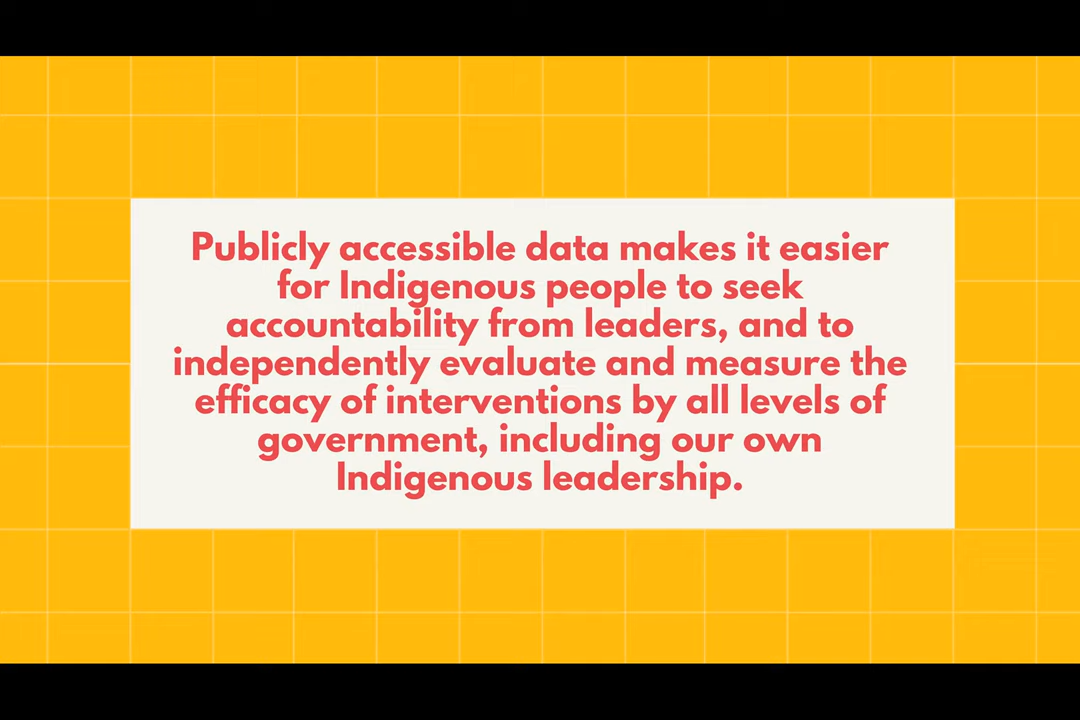 Publicly accessible data makes it easier
for Indigenous people to seek
accountability from leaders, and to
independently evaluate and measure the
efficacy of interventions by all levels of
government, including our own
Indigenous leadership.